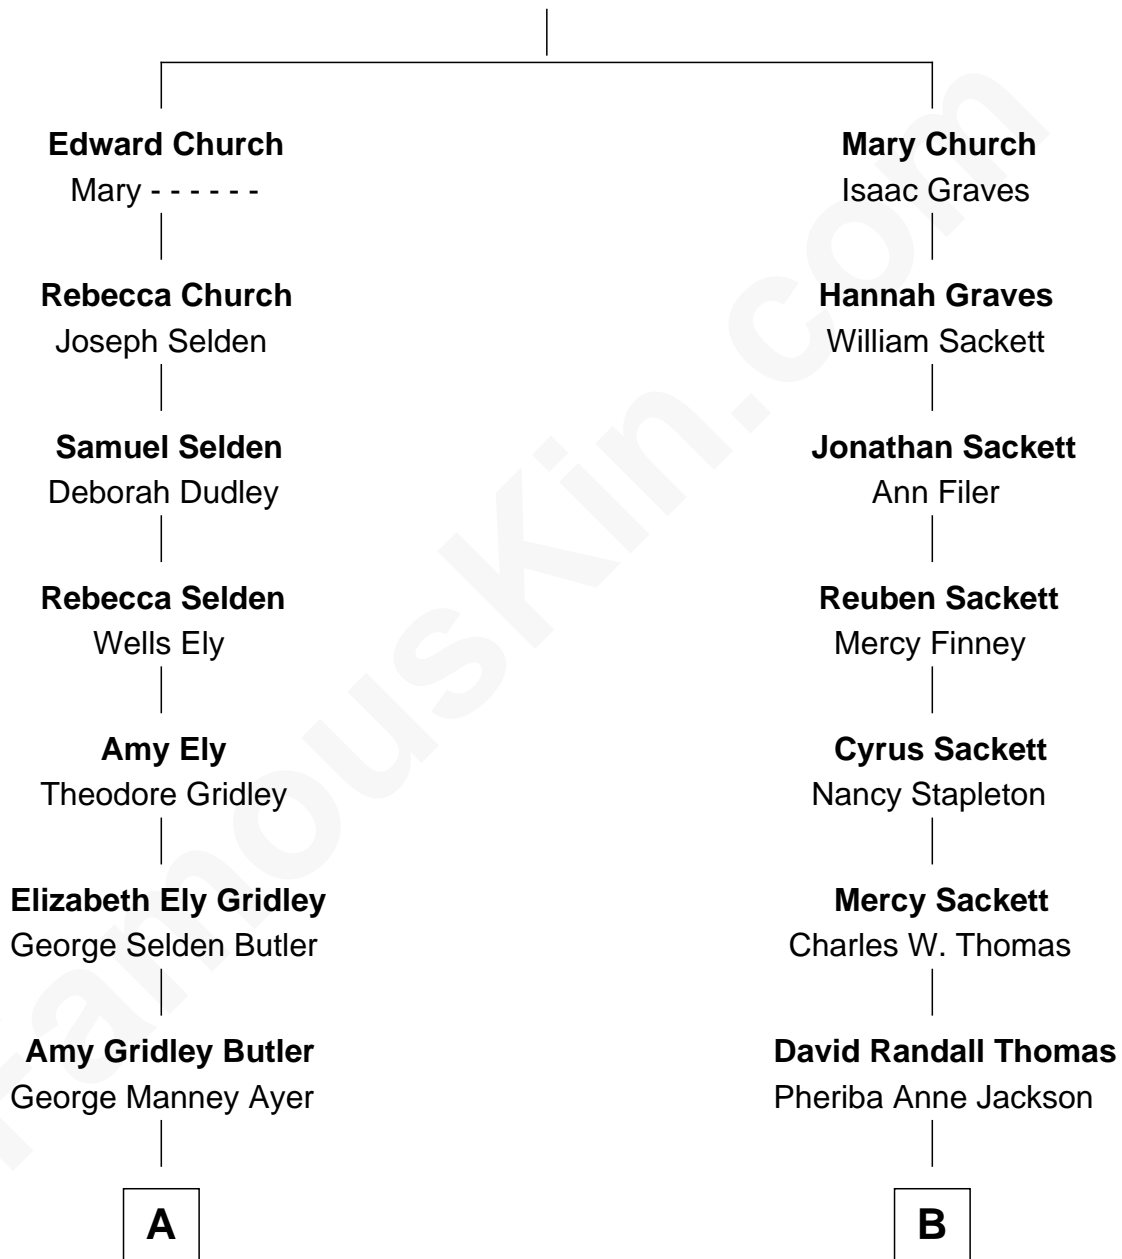 Edward Church
Mary - - - - - -
Mary Church
Isaac Graves
Rebecca Church
Joseph Selden
Hannah Graves
William Sackett
Samuel Selden
Deborah Dudley
Jonathan Sackett
Ann Filer
Rebecca Selden
Wells Ely
Reuben Sackett
Mercy Finney
Amy Ely
Theodore Gridley
Cyrus Sackett
Nancy Stapleton
Elizabeth Ely Gridley
George Selden Butler
Mercy Sackett
Charles W. Thomas
Amy Gridley Butler
George Manney Ayer
David Randall Thomas
Pheriba Anne Jackson
A
B
FamousKin.com